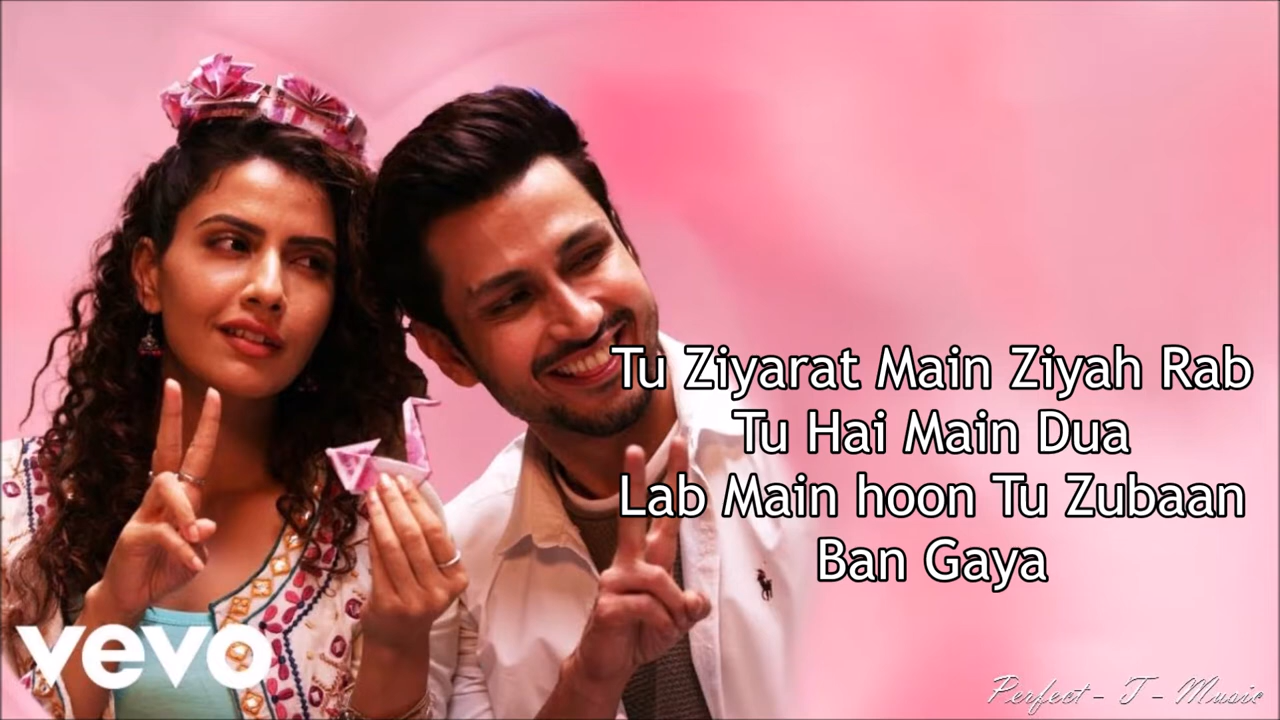 Tu Ziyarat Main Ziyah Rab
Tu Hai Main Dua
Lab Main hoon Tu Zubaan
Ban Gaya
vevo
Perfect - T - Music